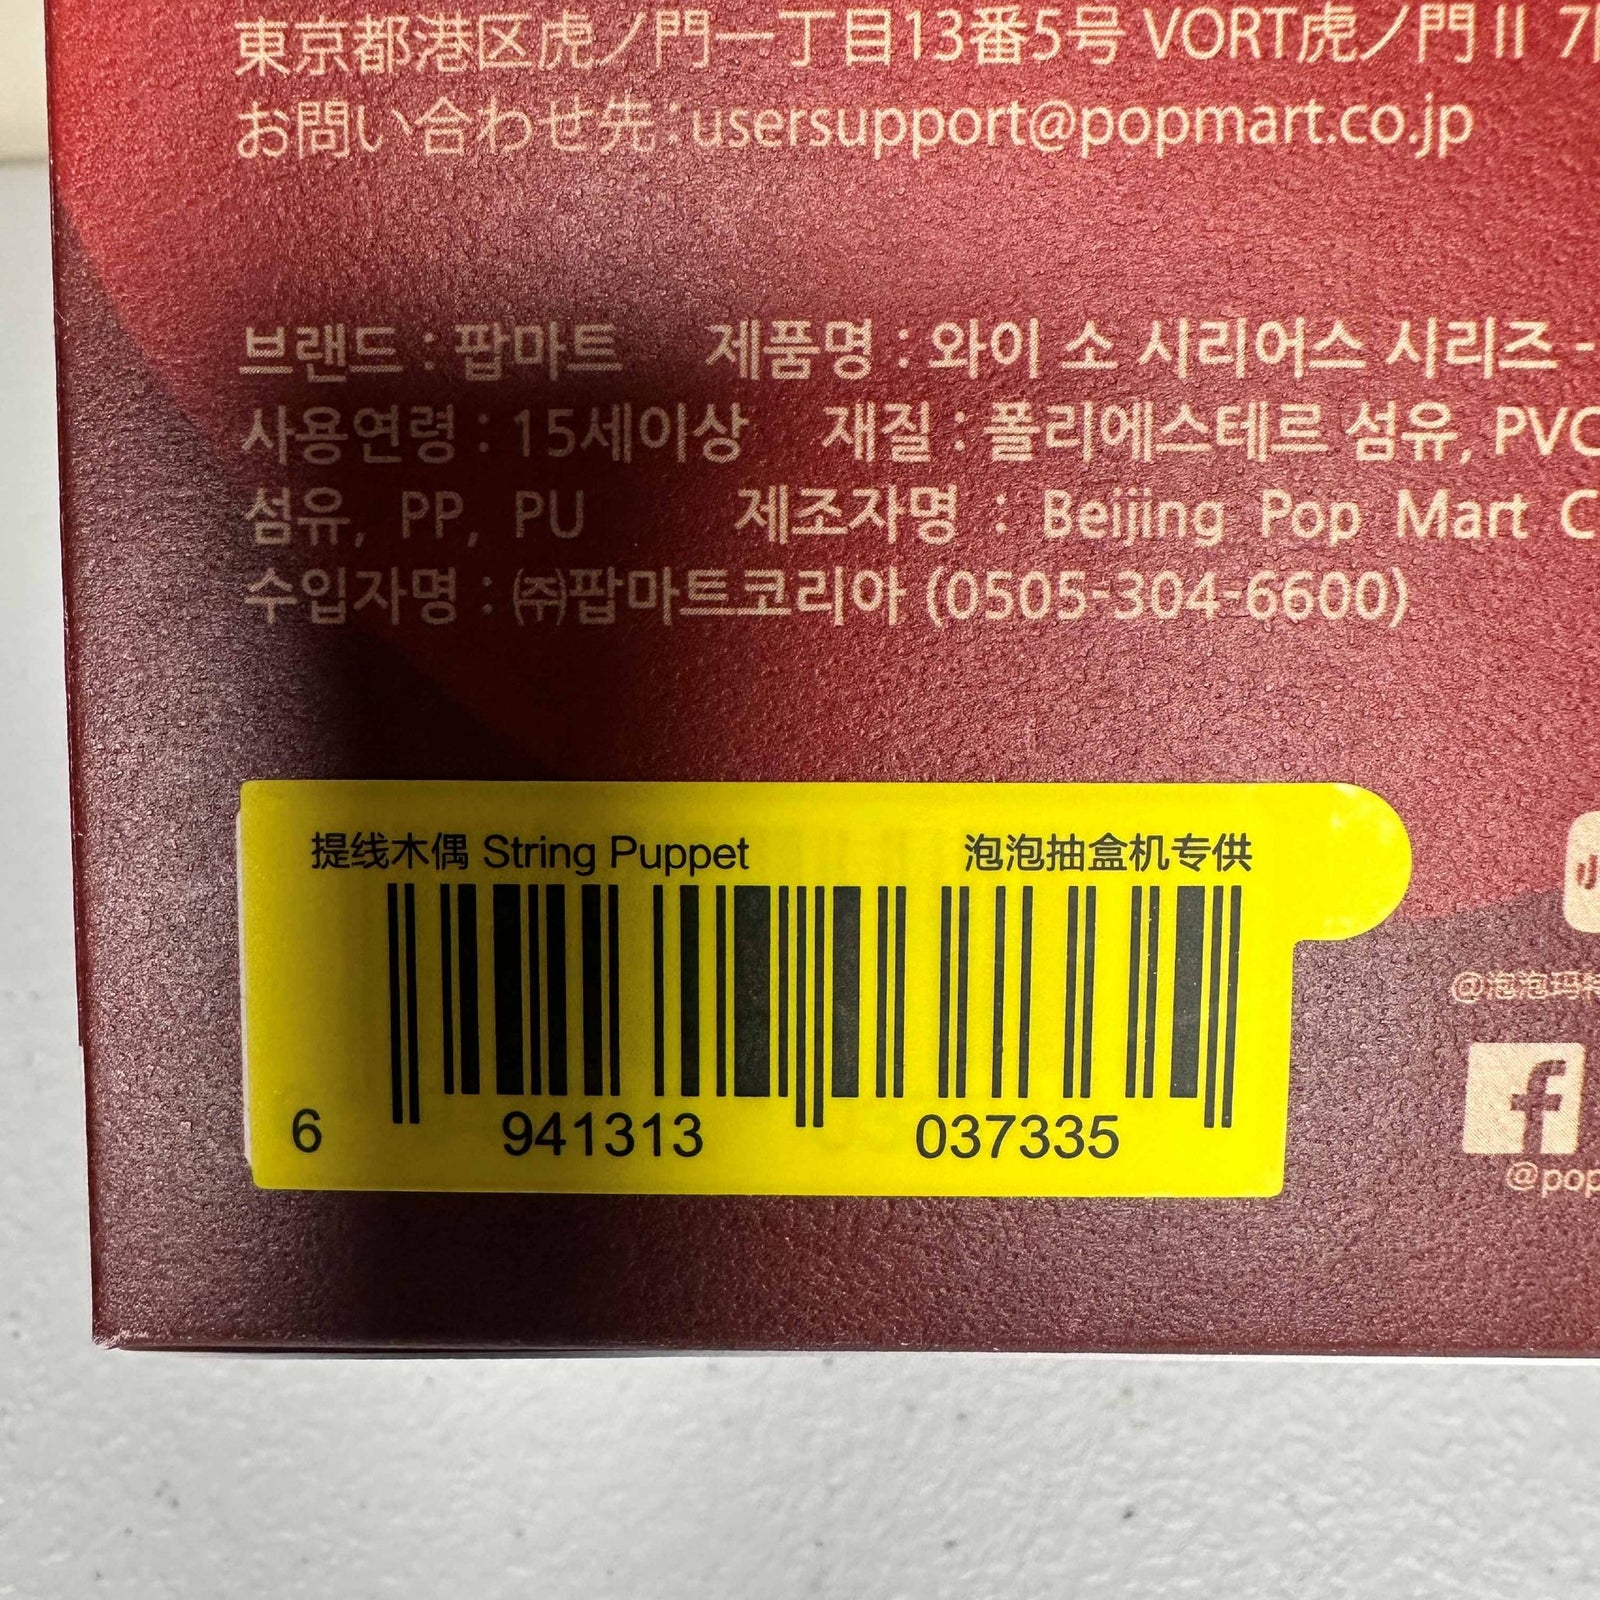 東京都港区虎ノ門一丁目13番5号 VORT虎ノ門II 7
お問い合わせ先：usersupport@popmart.co.jp
브랜드 : 팝마트 제품명 : 와이 소 시리어스 시리즈 -
사용연령 : 15세이상 재질 : 폴리에스테르 섬유, PVC
섬유, PP, PU 제조자명 : Beijing Pop Mart C
수입자명 : ㈜팝마트코리아 (0505-304-6600)
提线木偶 String Puppet 泡泡抽盒机专供
6 941313 037335
@泡泡玛特
@pop